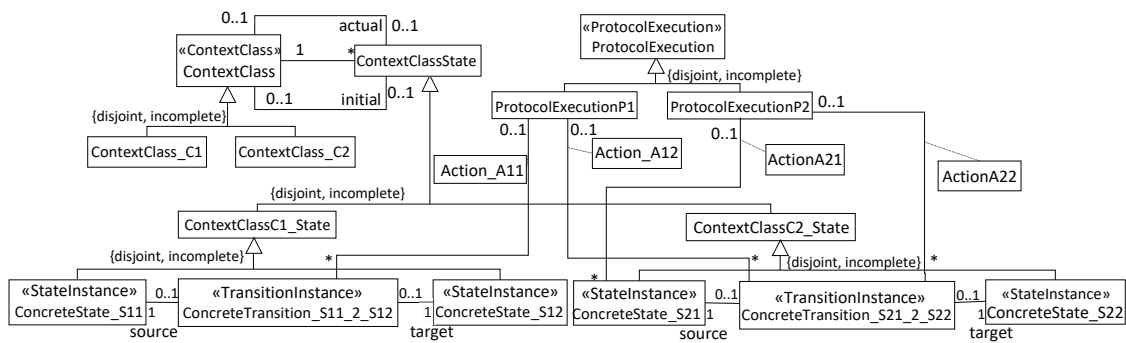 0..1
actual
0..1
«ContextClass»
ContextClass
1
*
ContextClassState
0..1
initial
0..1
{disjoint, incomplete}
ContextClass_C1
ContextClass_C2
«ProtocolExecution»
ProtocolExecution
{disjoint, incomplete}
ProtocolExecutionP1
ProtocolExecutionP2
0..1
0..1
0..1
0..1
Action_A11
Action_A12
ActionA21
ActionA22
{disjoint, incomplete}
ContextClassC1_State
ContextClassC2_State
{disjoint, incomplete}
*
*
*
{disjoint, incomplete}
*
«StateInstance»
ConcreteState_S11
0..1
1
source
«TransitionInstance»
ConcreteTransition_S11_2_S12
0..1
1
target
«StateInstance»
ConcreteState_S12
«StateInstance»
ConcreteState_S21
0..1
1
source
«TransitionInstance»
ConcreteTransition_S21_2_S22
0..1
1
target
«StateInstance»
ConcreteState_S22